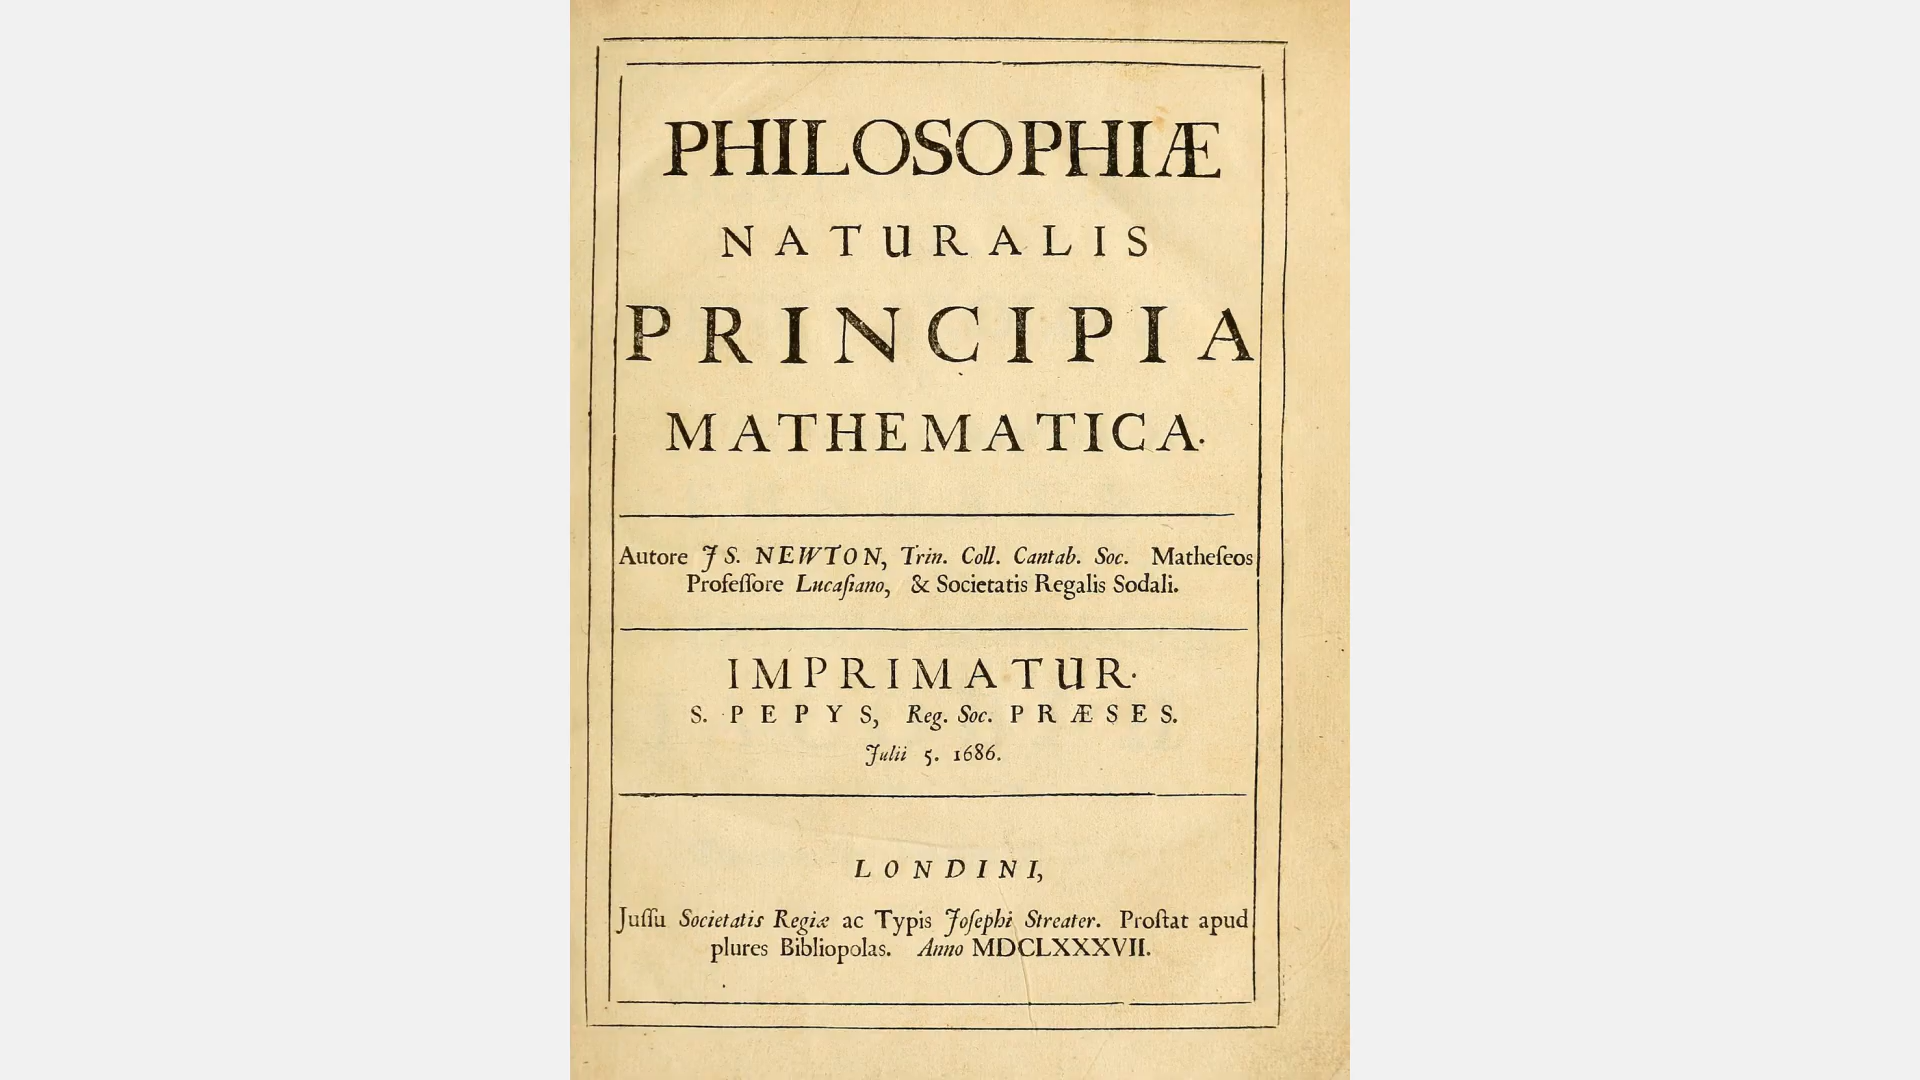 PHILOSOPHIÆ
NATURALIS
PRINCIPIA
MATHEMATICA.
Autore JS. NEWTON, Trin. Coll. Cantab. Soc. Matheſeos
Profeſſore Lucaſiano, & Societatis Regalis Sodali.
IMPRIMATUR.
S. PEPYS, Reg. Soc. PRÆSES.
Julii 5. 1686.
LONDINI,
Juſſu Societatis Regiæ ac Typis Joſephi Streater. Proſtat apud
plures Bibliopolas. Anno MDCLXXXVII.